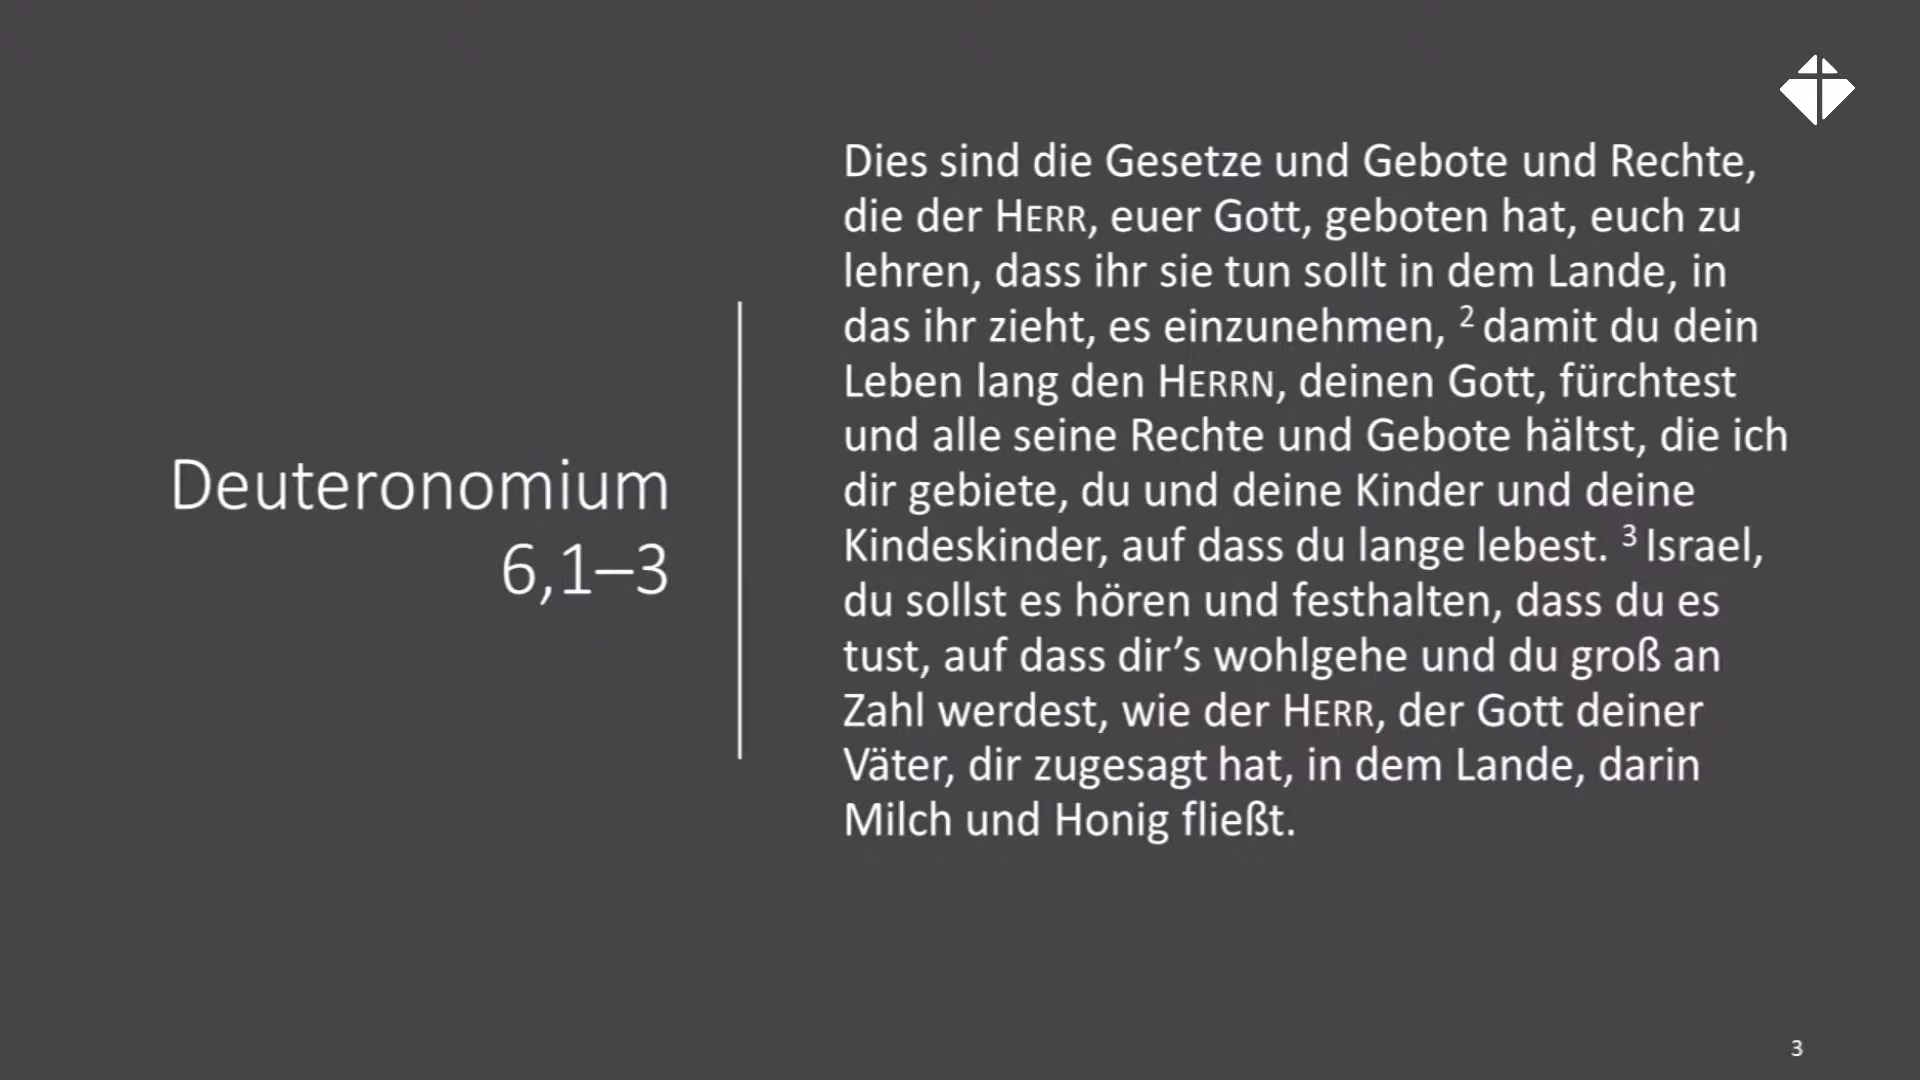 Deuteronomium
6,1–3
Dies sind die Gesetze und Gebote und Rechte,
die der HERR, euer Gott, geboten hat, euch zu
lehren, dass ihr sie tun sollt in dem Lande, in
das ihr zieht, es einzunehmen, ² damit du dein
Leben lang den HERRN, deinen Gott, fürchtest
und alle seine Rechte und Gebote hältst, die ich
dir gebiete, du und deine Kinder und deine
Kindeskinder, auf dass du lange lebest. ³ Israel,
du sollst es hören und festhalten, dass du es
tust, auf dass dir’s wohlgehe und du groß an
Zahl werdest, wie der HERR, der Gott deiner
Väter, dir zugesagt hat, in dem Lande, darin
Milch und Honig fließt.
3